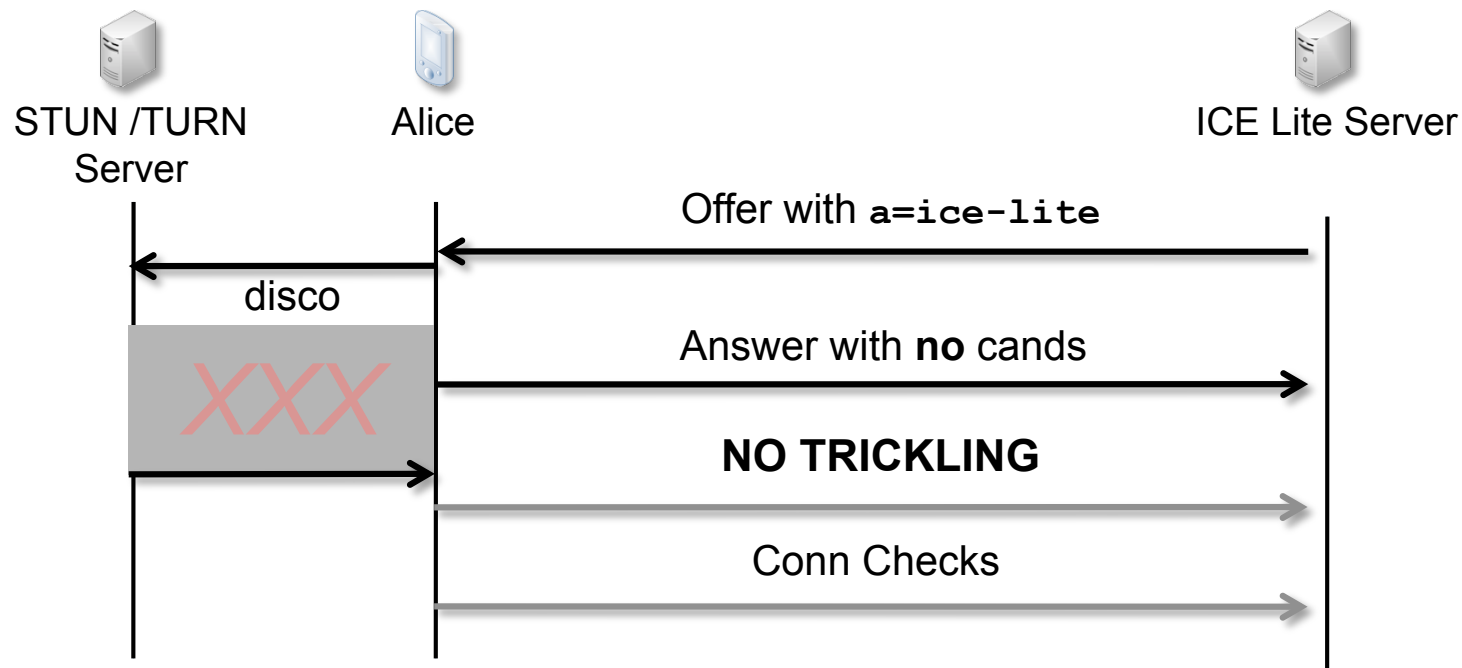 STUN /TURN
Server
Alice
ICE Lite Server
Offer with a=ice-lite
disco
Answer with no cands
XXX
NO TRICKLING
Conn Checks